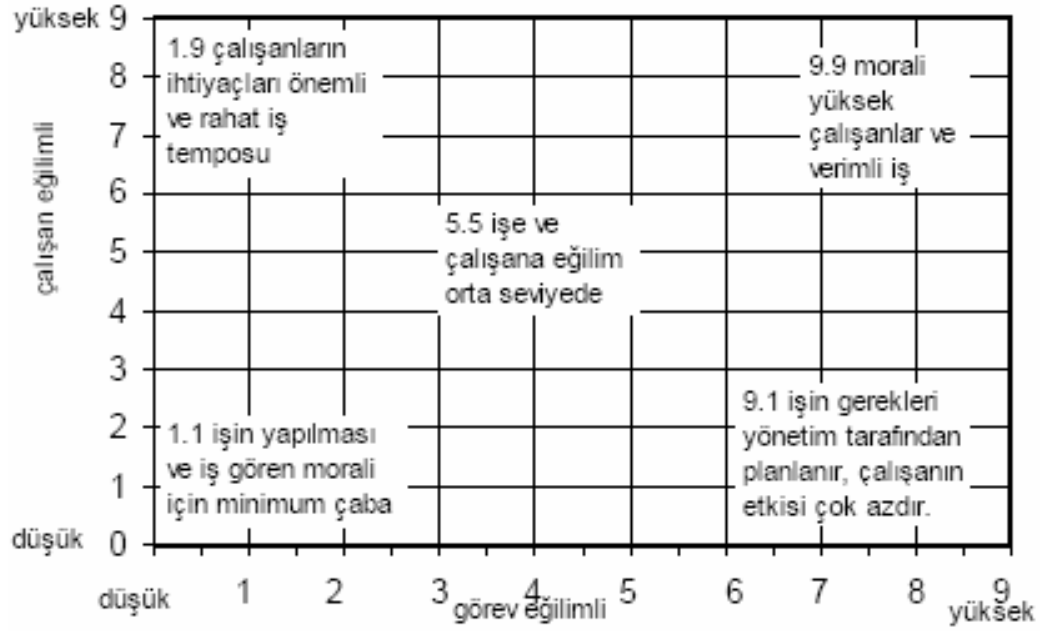 yüksek 9
1.9 çalışanların
ihtiyaçları önemli
ve rahat iş
temposu
9.9 morali
yüksek
çalışanlar ve
verimli iş
8
7
6
5
4
3
2
1
düşük 0
çalışan eğilimli
5.5 işe ve
çalışana eğilim
orta seviyede
1.1 işin yapılması
ve iş gören morali
için minimum çaba
9.1 işin gerekleri
yönetim tarafından
planlanır, çalışanın
etkisi çok azdır.
düşük 1 2 3 4 5 6 7 8 9
görev eğilimli
yüksek